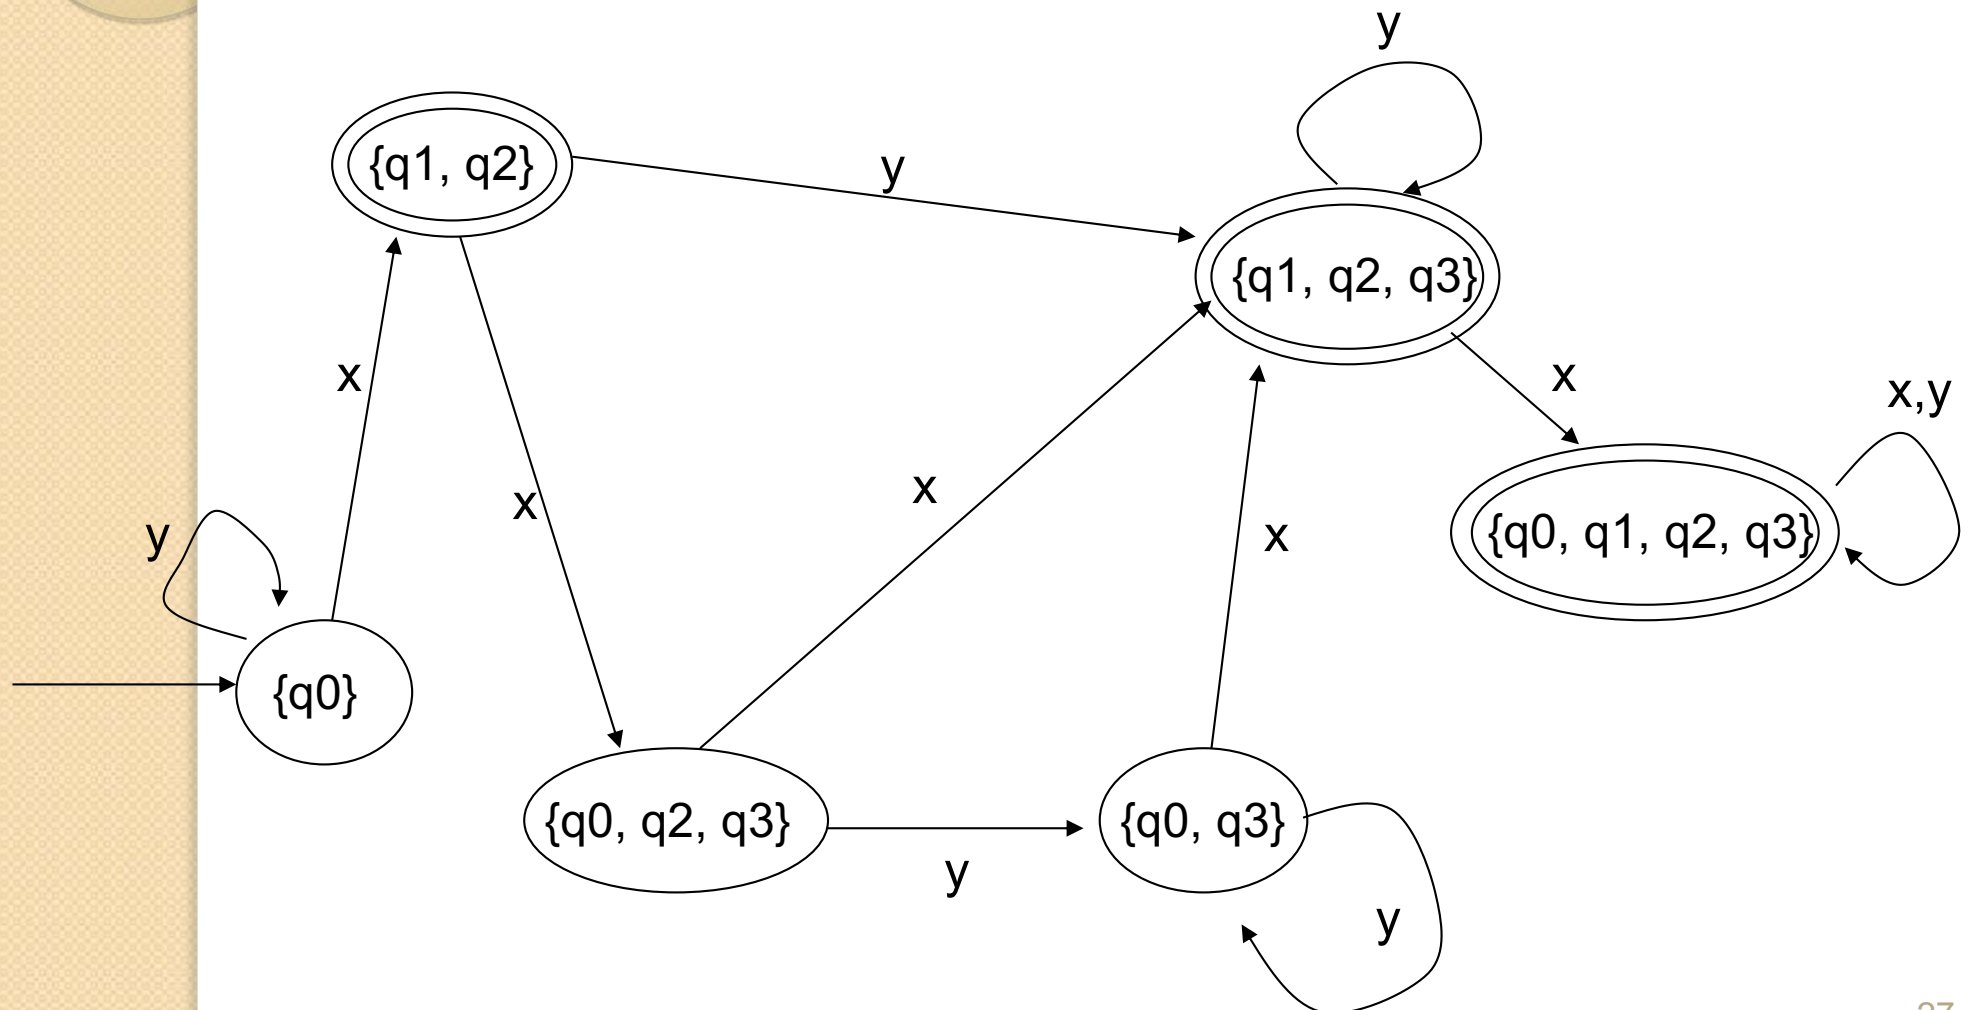 y
{q1, q2}
y
{q1, q2, q3}
x
x
x,y
x
x
y
x
{q0, q1, q2, q3}
{q0}
{q0, q2, q3}
{q0, q3}
y
y